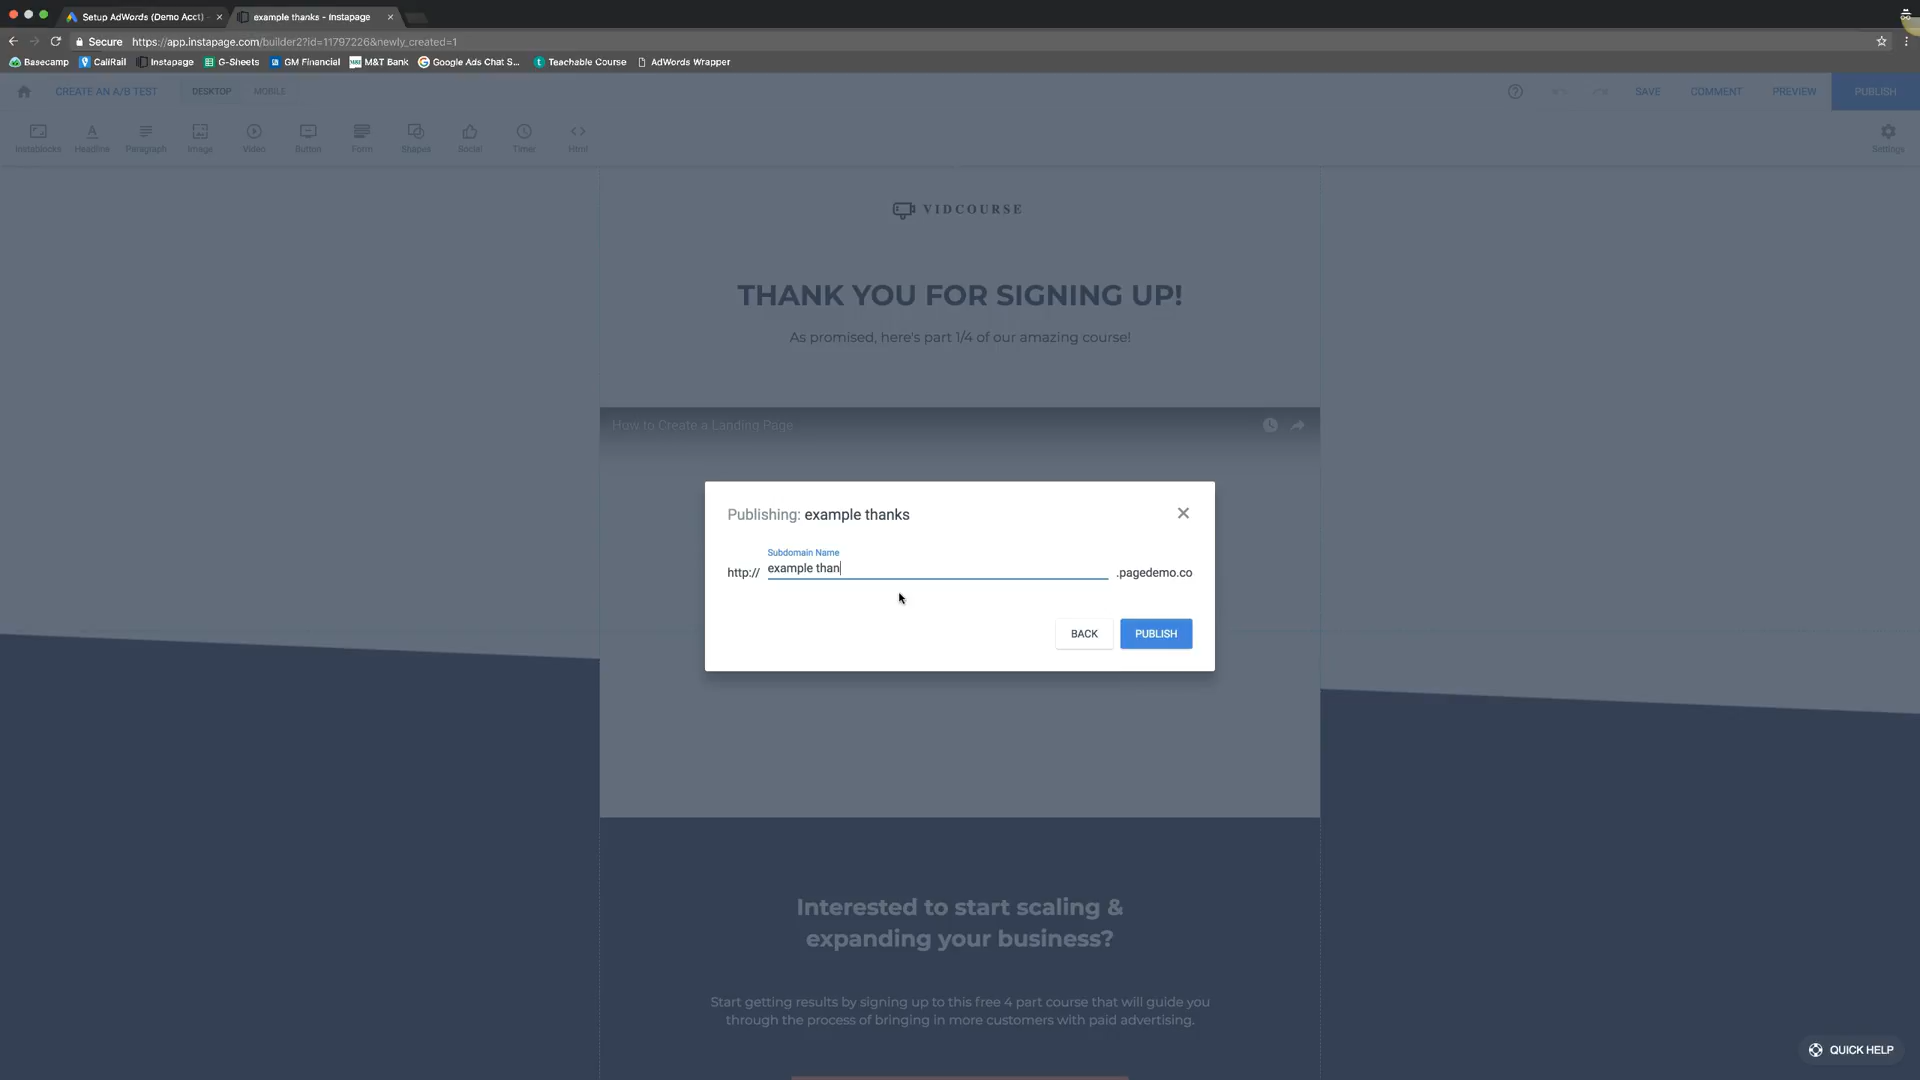 Setup AdWords (Demo Acct)
example thanks - Instapage
Secure
https://app.instapage.com/builder2?id=11797226&newly_created=1
Basecamp
CallRail
Instapage
G-Sheets
GM Financial
M&T Bank
Google Ads Chat S...
Teachable Course
AdWords Wrapper
CREATE AN A/B TEST
DESKTOP
MOBILE
SAVE
COMMENT
PREVIEW
PUBLISH
Instablocks
Headline
Paragraph
Image
Video
Button
Form
Shapes
Social
Timer
Html
Settings
VIDCOURSE
THANK YOU FOR SIGNING UP!
As promised, here's part 1/4 of our amazing course!
How to Create a Landing Page
Publishing: example thanks
Subdomain Name
http://
example than
.pagedemo.co
BACK
PUBLISH
Interested to start scaling &
expanding your business?
Start getting results by signing up to this free 4 part course that will guide you
through the process of bringing in more customers with paid advertising.
QUICK HELP